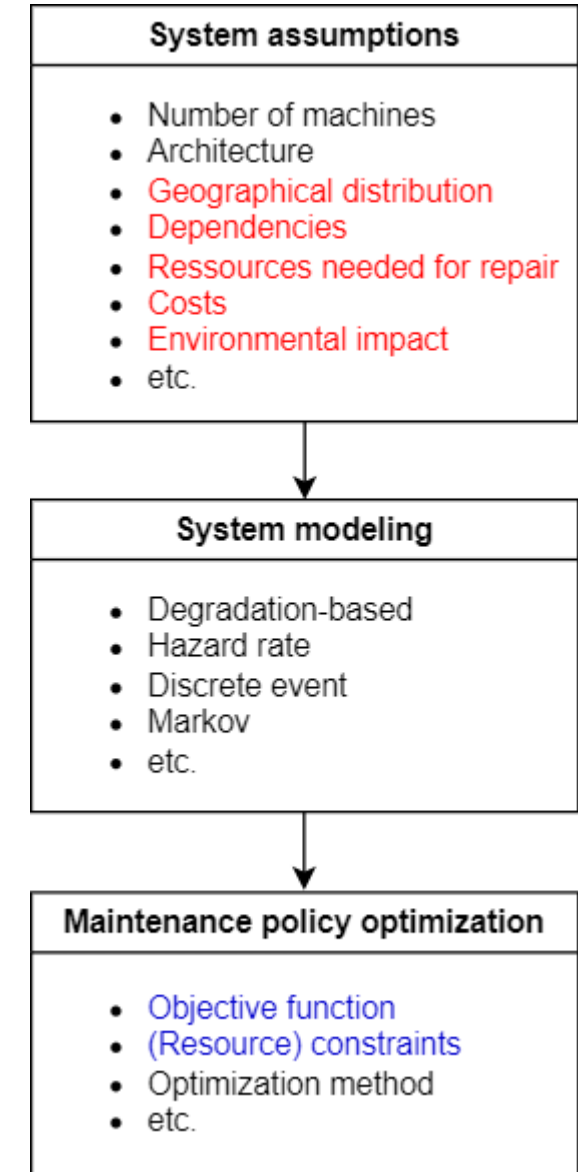 System assumptions
Number of machines
Architecture
Geographical distribution
Dependencies
Ressources needed for repair
Costs
Environmental impact
etc.
System modeling
Degradation-based
Hazard rate
Discrete event
Markov
etc.
Maintenance policy optimization
Objective function
(Resource) constraints
Optimization method
etc.